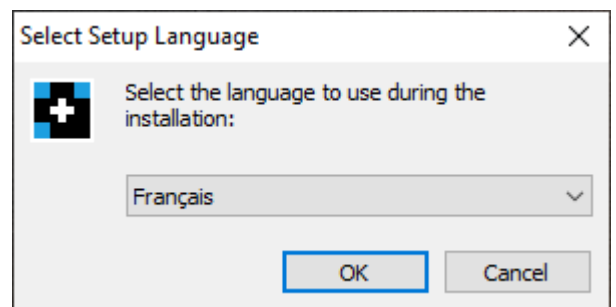 Select Setup Language
Select the language to use during the
installation:
Français
OK
Cancel